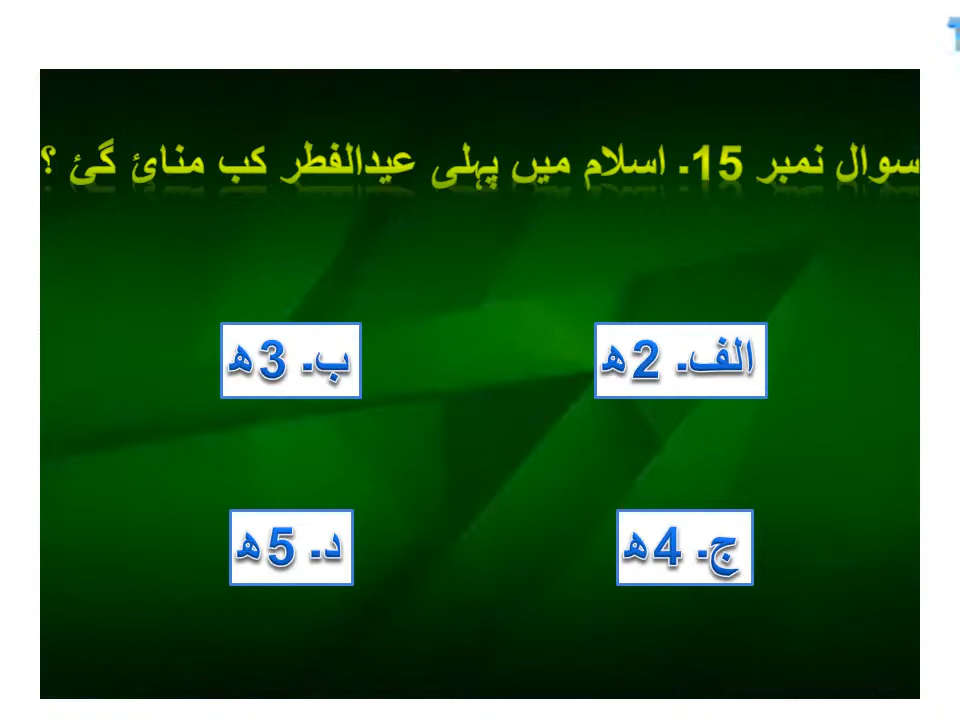 سوال نمبر 15۔ اسلام میں پہلی عیدالفطر کب منائ گئ ؟
الف۔ 2ھ
ب۔ 3ھ
ج۔ 4ھ
د۔ 5ھ